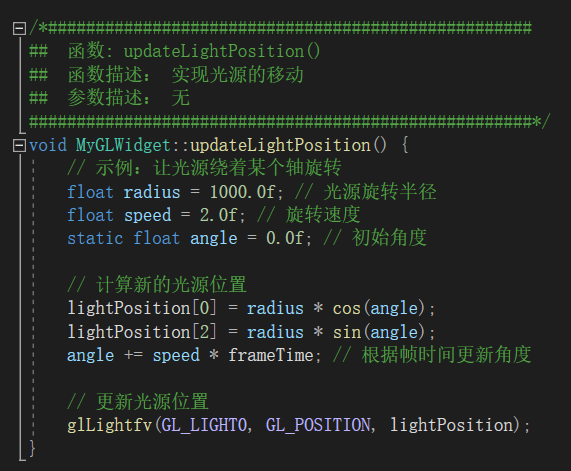 /*####################################################
## 函数: updateLightPosition()
## 函数描述: 实现光源的移动
## 参数描述: 无
######################################################*/
void MyGLWidget::updateLightPosition() {
// 示例: 让光源绕着某个轴旋转
float radius = 1000.0f; // 光源旋转半径
float speed = 2.0f; // 旋转速度
static float angle = 0.0f; // 初始角度
// 计算新的光源位置
lightPosition[0] = radius * cos(angle);
lightPosition[2] = radius * sin(angle);
angle += speed * frameTime; // 根据帧时间更新角度
// 更新光源位置
glLightfv(GL_LIGHT0, GL_POSITION, lightPosition);
}